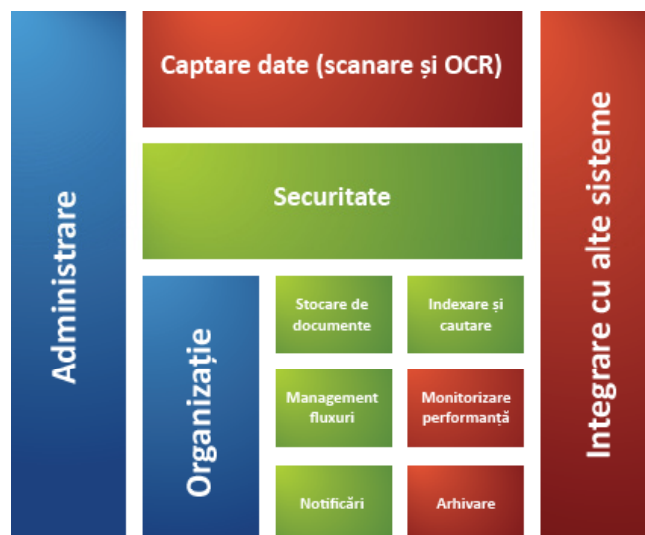 Administrare
Captare date (scanare și OCR)
Securitate
Organizație
Stocare de
documente
Indexare și
cautare
Management
fluxuri
Monitorizare
performanță
Notificări
Arhivare
Integrare cu alte sisteme